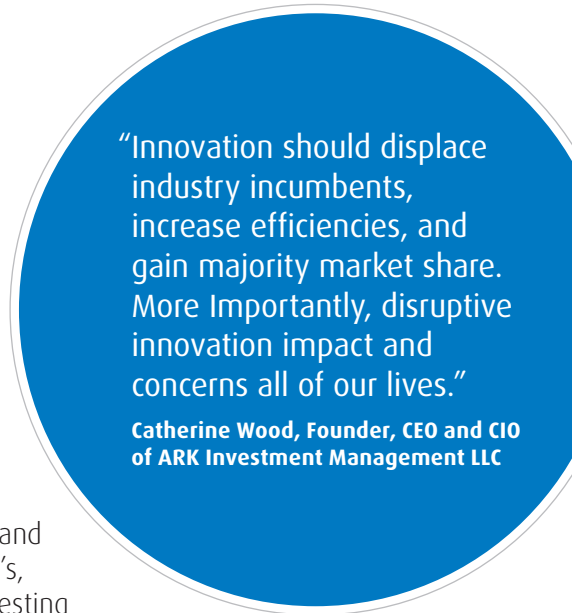 “Innovation should displace
industry incumbents,
increase efficiencies, and
gain majority market share.
More Importantly, disruptive
innovation impact and
concerns all of our lives.”
Catherine Wood, Founder, CEO and CIO
of ARK Investment Management LLC
and
’s,
esting